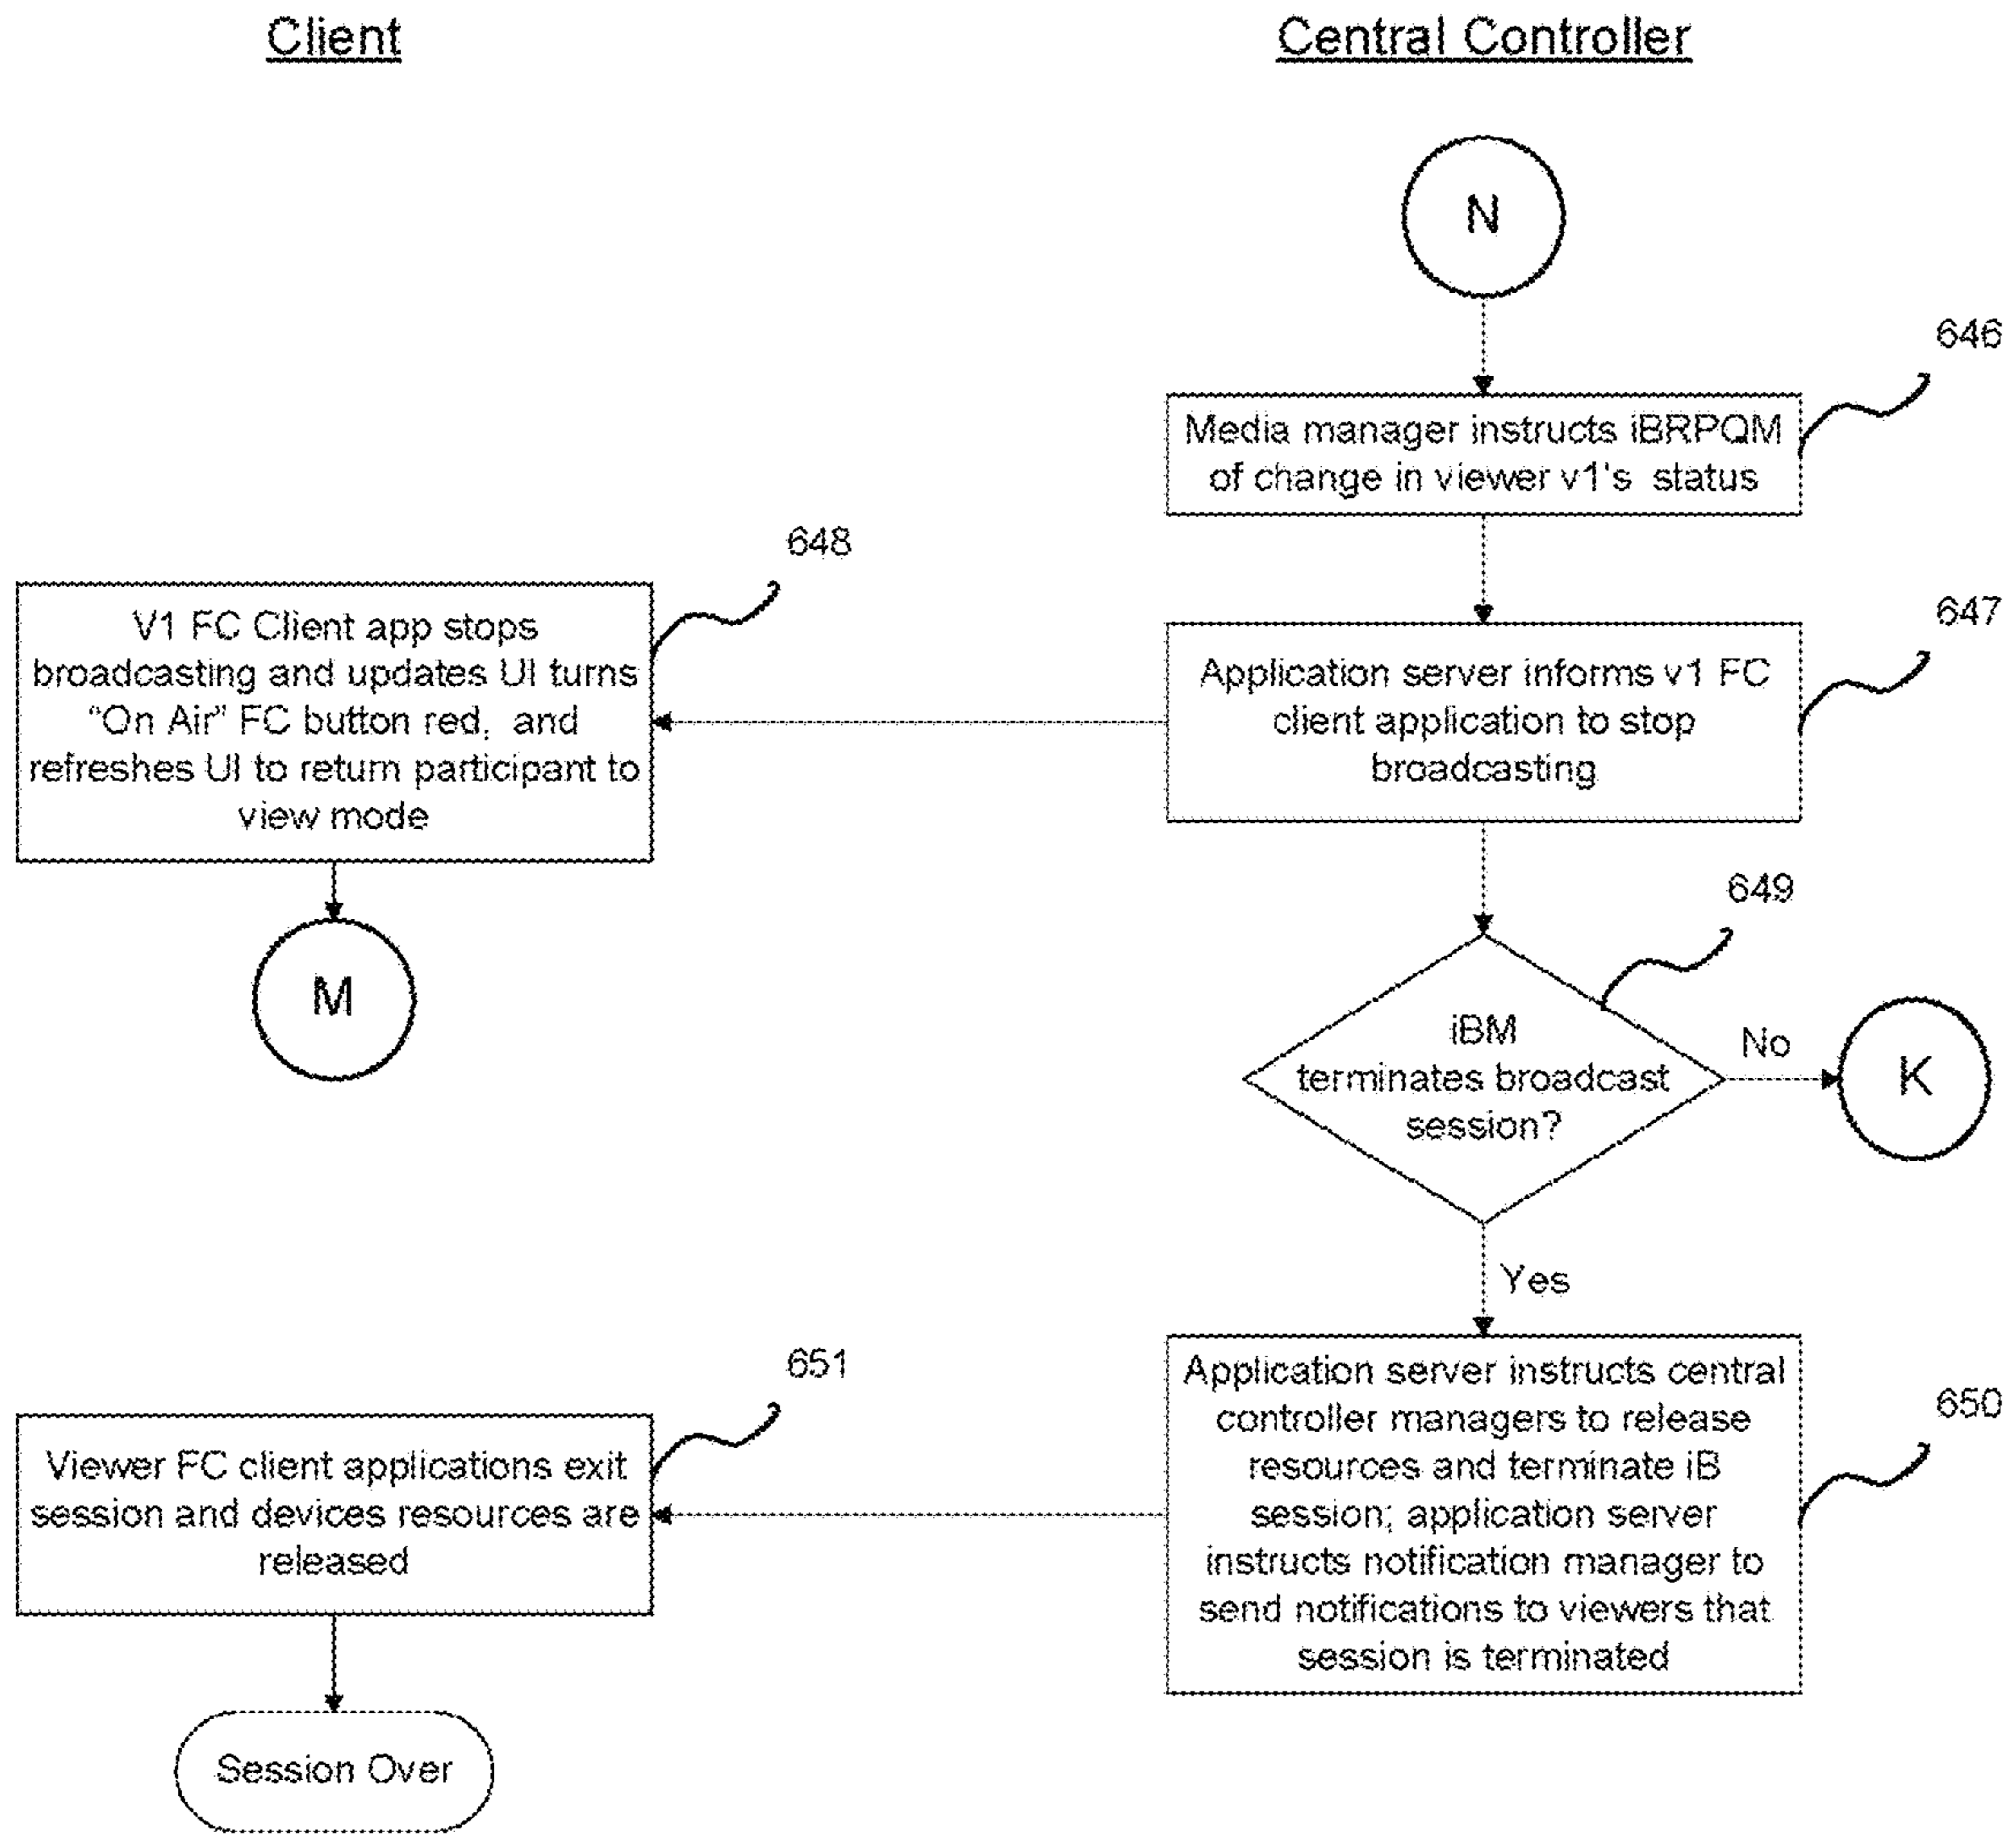 Client
Central Controller
N
646
Media manager instructs iBRPQM
of change in viewer v1's status
648
V1 FC Client app stops
broadcasting and updates UI turns
“On Air” FC button red, and
refreshes UI to return participant to
view mode
647
Application server informs v1 FC
client application to stop
broadcasting
M
649
iBM
terminates broadcast
session?
No
K
Yes
651
Viewer FC client applications exit
session and devices resources are
released
650
Application server instructs central
controller managers to release
resources and terminate iB
session; application server
instructs notification manager to
send notifications to viewers that
session is terminated
Session Over